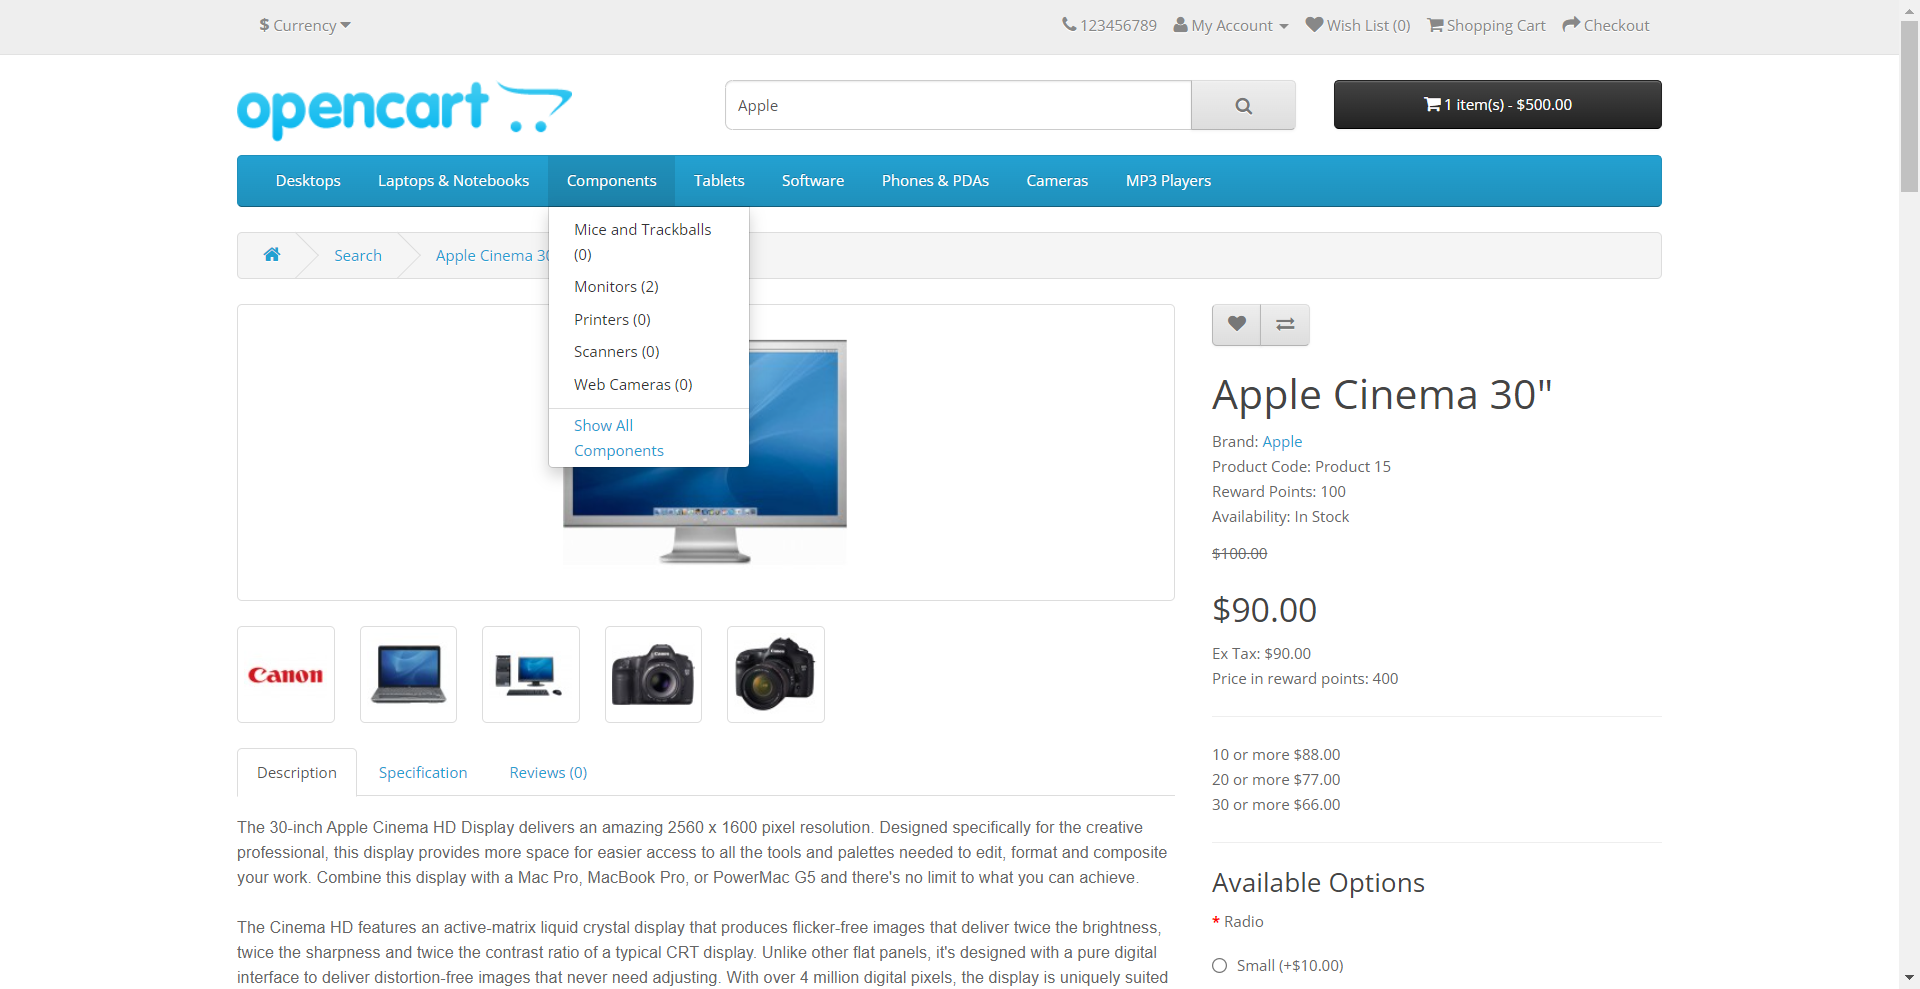 $ Currency
123456789
My Account
Wish List (0)
Shopping Cart
Checkout
opencart
Apple
1 item(s) - $500.00
Desktops
Laptops & Notebooks
Components
Tablets
Software
Phones & PDAs
Cameras
MP3 Players
Mice and Trackballs
(0)
Monitors (2)
Printers (0)
Scanners (0)
Web Cameras (0)
Show All
Components
Search
Apple Cinema 30
Apple Cinema 30"
Brand: Apple
Product Code: Product 15
Reward Points: 100
Availability: In Stock
$100.00
$90.00
Ex Tax: $90.00
Price in reward points: 400
10 or more $88.00
20 or more $77.00
30 or more $66.00
Available Options
* Radio
Small (+$10.00)
Canon
Description
Specification
Reviews (0)
The 30-inch Apple Cinema HD Display delivers an amazing 2560 x 1600 pixel resolution. Designed specifically for the creative
professional, this display provides more space for easier access to all the tools and palettes needed to edit, format and composite
your work. Combine this display with a Mac Pro, MacBook Pro, or PowerMac G5 and there's no limit to what you can achieve.
The Cinema HD features an active-matrix liquid crystal display that produces flicker-free images that deliver twice the brightness,
twice the sharpness and twice the contrast ratio of a typical CRT display. Unlike other flat panels, it's designed with a pure digital
interface to deliver distortion-free images that never need adjusting. With over 4 million digital pixels, the display is uniquely suited